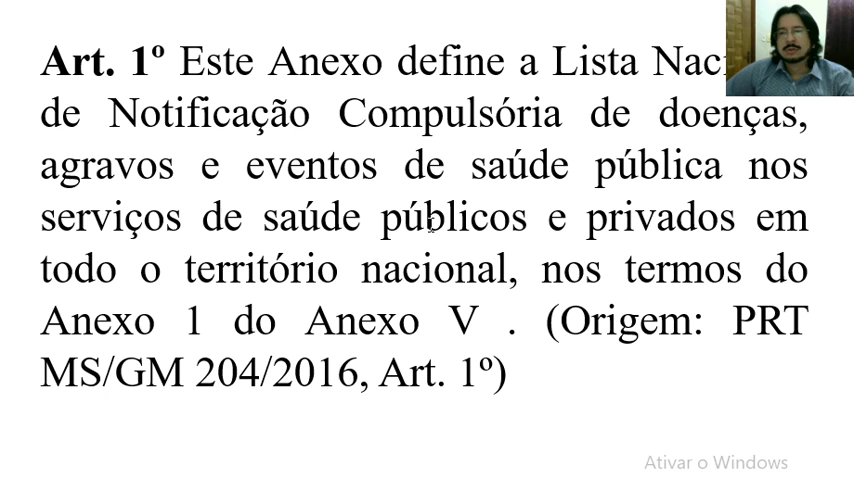 Art. 1º Este Anexo define a Lista
de Notificação Compulsória de doenças,
agravos e eventos de saúde pública nos
serviços de saúde públicos e privados em
todo o território nacional, nos termos do
Anexo 1 do Anexo V . (Origem: PRT
MS/GM 204/2016, Art. 1º)
Ativar o Windows